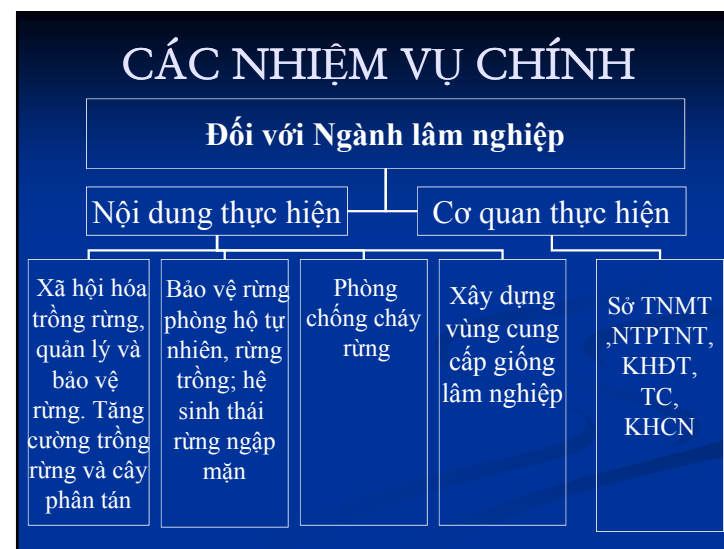 CÁC NHIỆM VỤ CHÍNH
Đối với Ngành lâm nghiệp
Nội dung thực hiện
Cơ quan thực hiện
Xã hội hóa
trồng rừng,
quản lý và
bảo vệ
rừng. Tăng
cường trồng
rừng và cây
phân tán
Bảo vệ rừng
phòng hộ tự
nhiên, rừng
trồng; hệ
sinh thái
rừng ngập
mặn
Phòng
chống cháy
rừng
Xây dựng
vùng cung
cấp giống
lâm nghiệp
Sở TNMT
,NTPTNT,
KHĐT,
TC,
KHCN